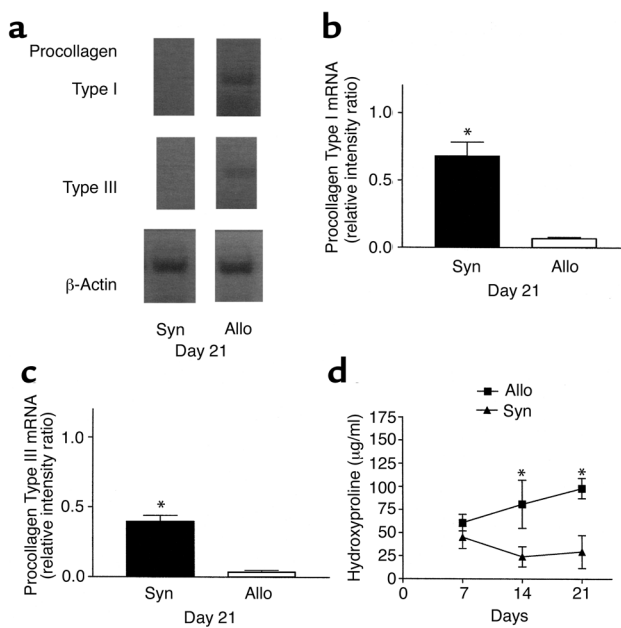 a
Procollagen
Type I
Type III
β-Actin
Syn Allo
Day 21
b
Procollagen Type I mRNA
(relative intensity ratio)
1.0
0.5
0.0
*
Syn Allo
Day 21
c
Procollagen Type III mRNA
(relative intensity ratio)
1.0
0.5
0.0
*
Syn Allo
Day 21
d
Allo
Syn
Hydroxyproline (μg/ml)
175
150
125
100
75
50
25
0
* *
0 7 14 21
Days